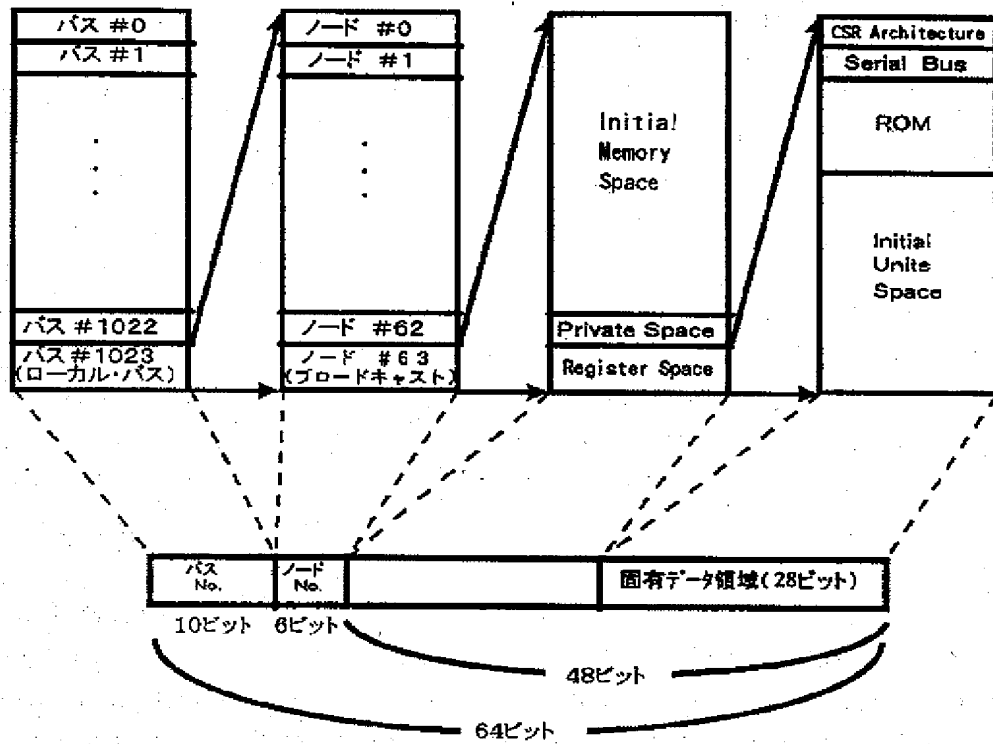 バス #0
バス #1
バス #1022
バス #1023
(ローカル・バス)
ノード #0
ノード #1
ノード #62
ノード #63
(ブロードキャスト)
Initial
Memory
Space
Private Space
Register Space
CSR Architecture
Serial Bus
ROM
Initial
Unite
Space
バス
No.
ノード
No.
固有データ領域(28ビット)
10ビット
6ビット
48ビット
64ビット